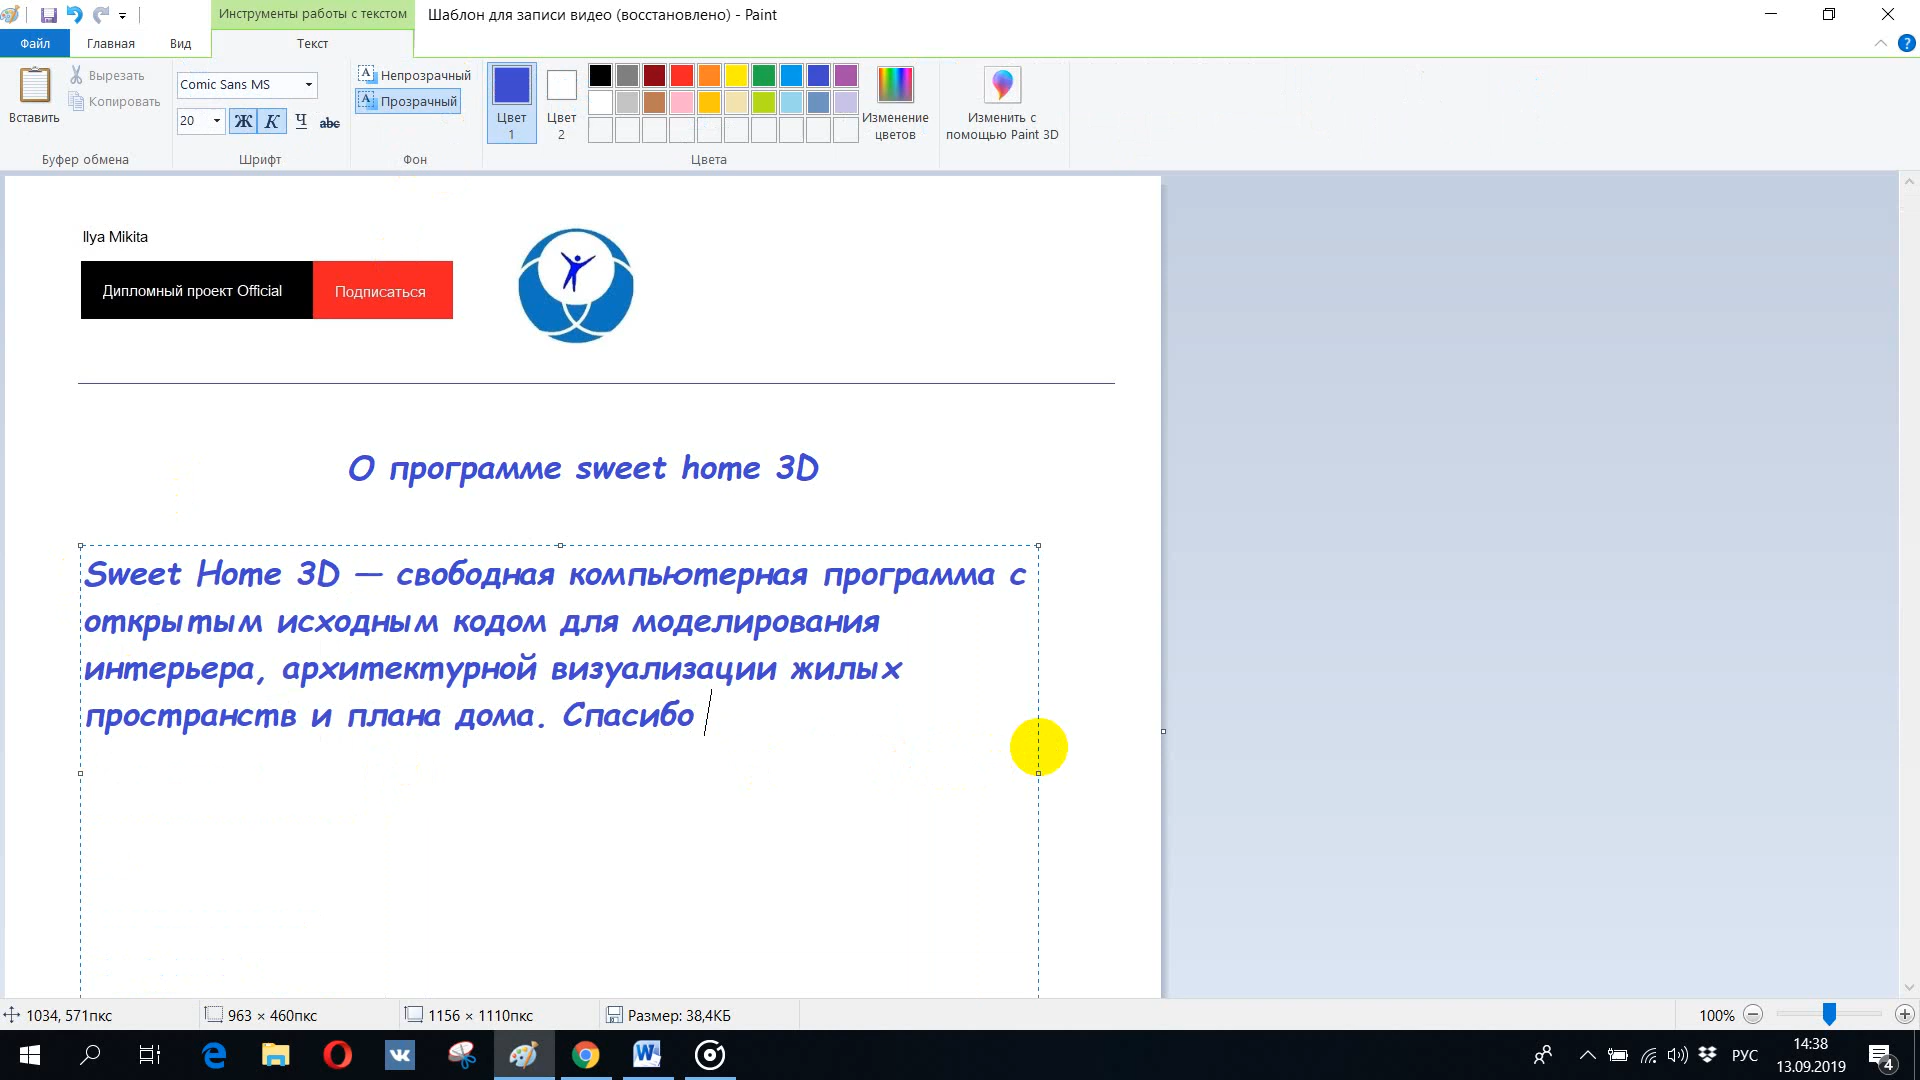 Инструменты работы с текстом
Шаблон для записи видео (восстановлено) - Paint
Файл
Главная
Вид
Текст
Вставить
Вырезать
Копировать
Буфер обмена
Comic Sans MS
20
Ж К Ч abc
Шрифт
Непрозрачный
Прозрачный
Фон
Цвет
1
Цвет
2
Цвета
Изменение
цветов
Изменить с
помощью Paint 3D
Ilya Mikita
Дипломный проект Official
Подписаться
О программе sweet home 3D
Sweet Home 3D — свободная компьютерная программа с
открытым исходным кодом для моделирования
интерьера, архитектурной визуализации жилых
пространств и плана дома. Спасибо
1034, 571пкс
963 × 460пкс
1156 × 1110пкс
Размер: 38,4КБ
100%
РУС
14:38
13.09.2019
4